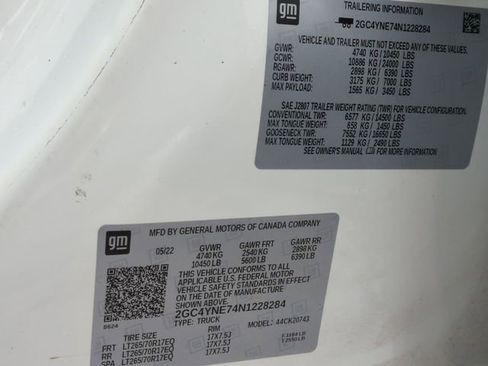 gm
TRAILERING INFORMATION
2GC4YNE74N1228284
VEHICLE AND TRAILER MUST NOT EXCEED ANY OF THESE VALUES.
GVWR: 4740 KG / 10450 LBS
GCWR: 10886 KG / 24000 LBS
RGAWR: 2898 KG / 6390 LBS
CURB WEIGHT: 3175 KG / 7000 LBS
MAX PAYLOAD: 1565 KG / 3450 LBS
SAE J2807 TRAILER WEIGHT RATING (TWR) FOR VEHICLE CONFIGURATION.
CONVENTIONAL TWR: 6577 KG / 14500 LBS
MAX TONGUE WEIGHT: 658 KG / 1450 LBS
GOOSENECK TWR: 7552 KG / 16650 LBS
MAX TONGUE WEIGHT: 1129 KG / 2490 LBS
SEE OWNER'S MANUAL FOR MORE INFORMATION
gm
MFD BY GENERAL MOTORS OF CANADA COMPANY
05/22 GVWR GAWR FRT GAWR RR
4740 KG 2540 KG 2898 KG
10450 LB 5600 LB 6390 LB
THIS VEHICLE CONFORMS TO ALL
APPLICABLE U.S. FEDERAL MOTOR
VEHICLE SAFETY STANDARDS IN EFFECT
ON THE DATE OF MANUFACTURE
SHOWN ABOVE.
2GC4YNE74N1228284
TYPE: TRUCK MODEL: 44CK20743
8624
TIRE SIZE RIM
FRT LT265/70R17EQ 17X7.5J
RR LT265/70R17EQ 17X7.5J
SPA LT265/70R17EQ 17X7.5J